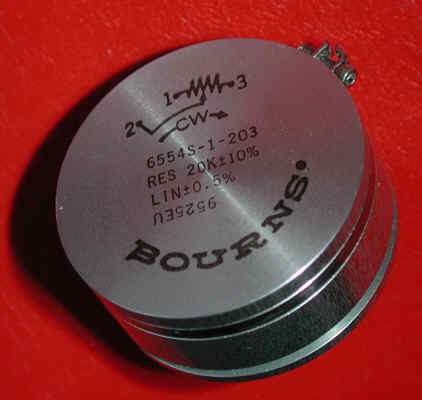 1 3
2
CW
6554S-1-203
RES 20K±10%
LIN±0.5%
9525EU
BOURNS®